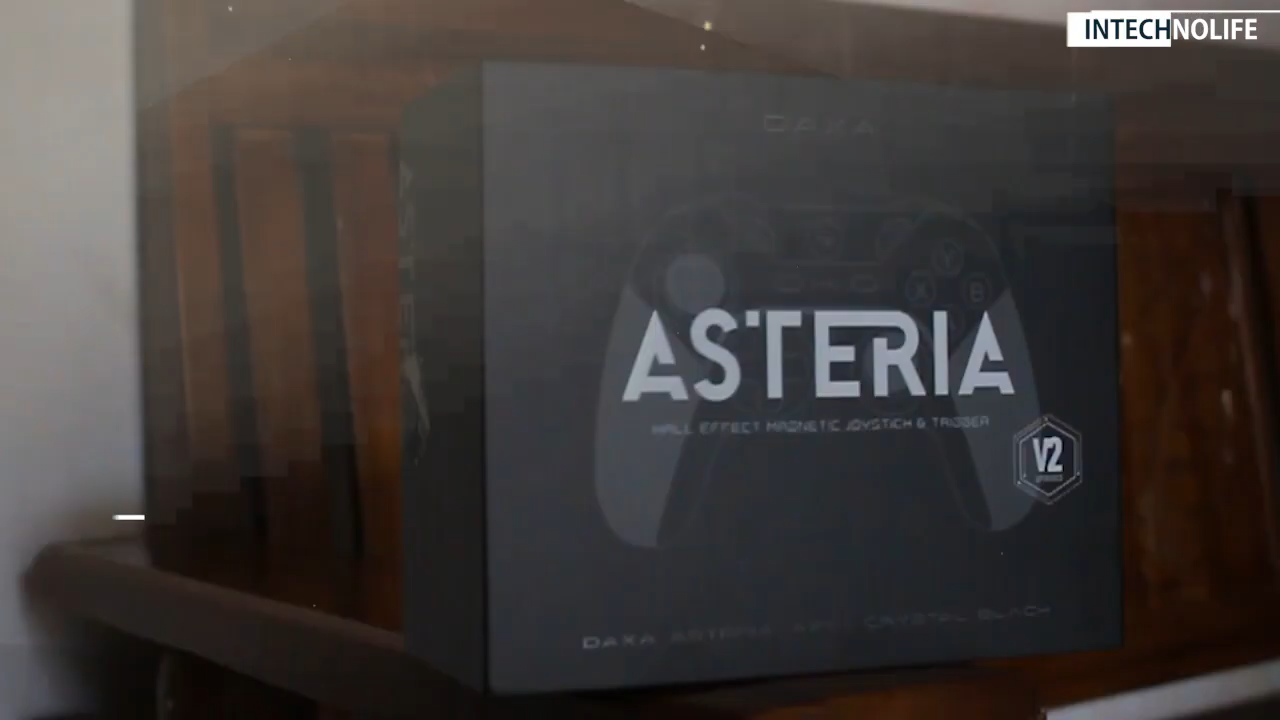 INTECHNOLIFE
DAXA
Y
X
B
ASTERIA
HALL EFFECT MAGNETIC JOYSTICK & TRIGGER
V2
DAXA ASTERIA CRYSTAL BLACK